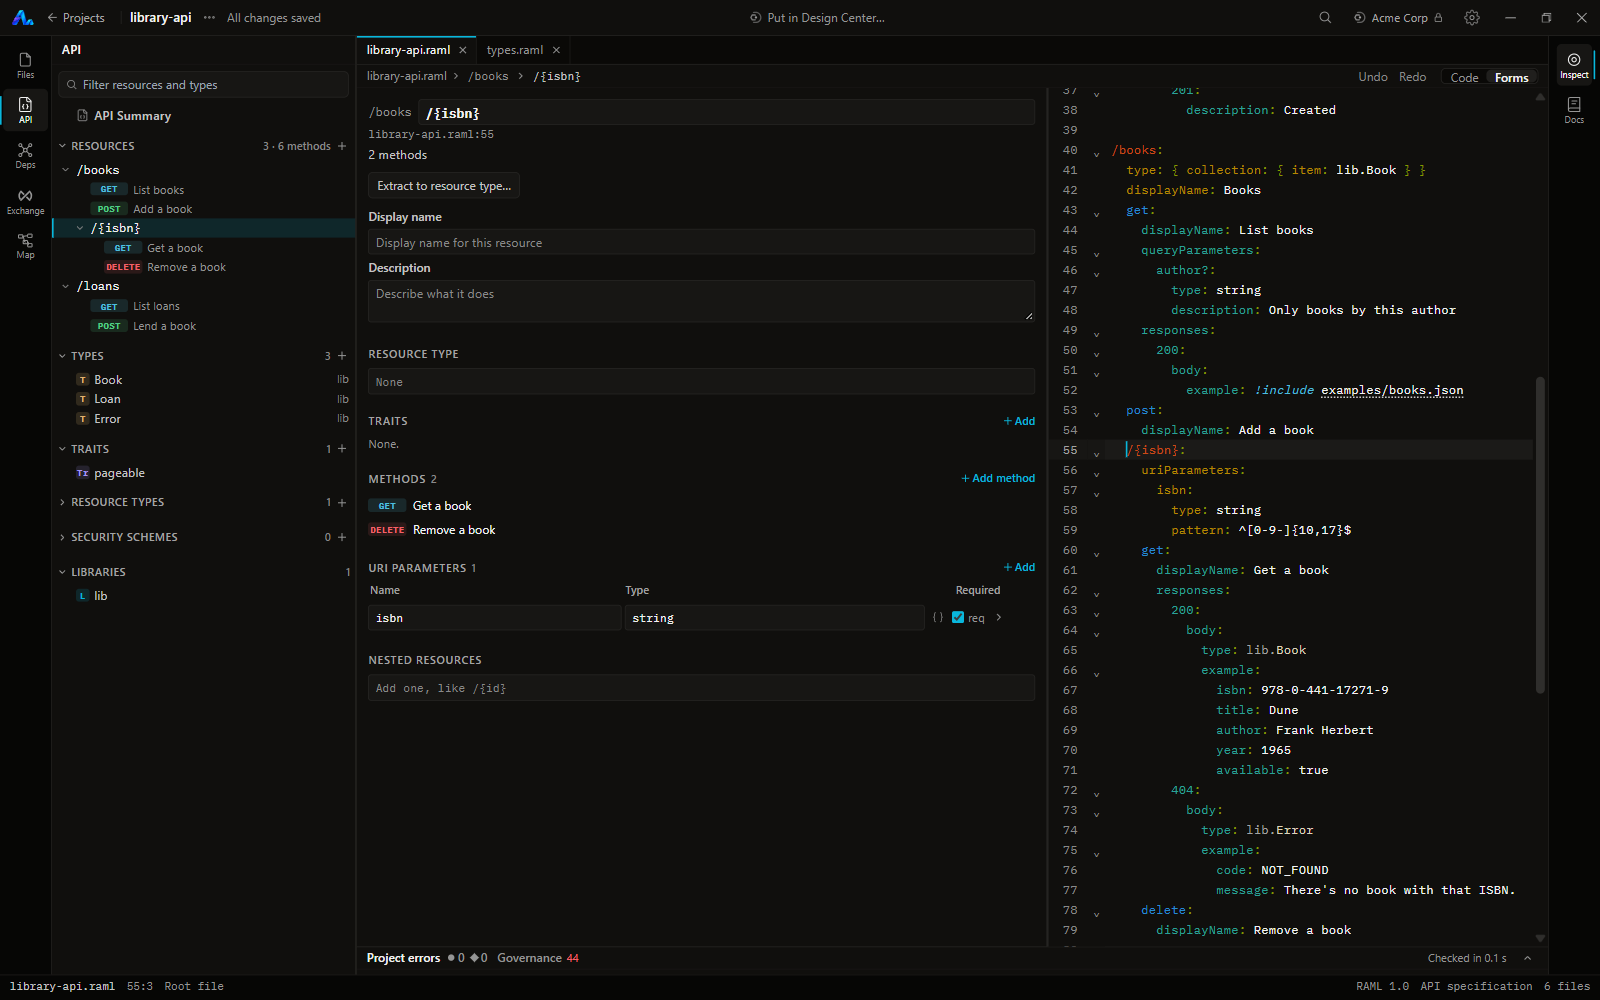 Projects
library-api
All changes saved
Put in Design Center...
Acme Corp
Files
API
Deps
Exchange
Map
API
Filter resources and types
API Summary
RESOURCES 3 · 6 methods
/books
GET List books
POST Add a book
/{isbn}
GET Get a book
DELETE Remove a book
/loans
GET List loans
POST Lend a book
TYPES 3
T Book lib
T Loan lib
T Error lib
TRAITS 1
Tr pageable
RESOURCE TYPES 1
SECURITY SCHEMES 0
LIBRARIES 1
L lib
library-api.raml
types.raml
library-api.raml > /books > /{isbn}
Undo Redo Code Forms
/books /{isbn}
library-api.raml:55
2 methods
Extract to resource type...
Display name
Display name for this resource
Description
Describe what it does
RESOURCE TYPE
None
TRAITS + Add
None.
METHODS 2 + Add method
GET Get a book
DELETE Remove a book
URI PARAMETERS 1 + Add
Name Type Required
isbn string {} req
NESTED RESOURCES
Add one, like /{id}
37 201:
38 description: Created
39
40 /books:
41 type: { collection: { item: lib.Book } }
42 displayName: Books
43 get:
44 displayName: List books
45 queryParameters:
46 author?:
47 type: string
48 description: Only books by this author
49 responses:
50 200:
51 body:
52 example: !include examples/books.json
53 post:
54 displayName: Add a book
55 /{isbn}:
56 uriParameters:
57 isbn:
58 type: string
59 pattern: ^[0-9-]{10,17}$
60 get:
61 displayName: Get a book
62 responses:
63 200:
64 body:
65 type: lib.Book
66 example:
67 isbn: 978-0-441-17271-9
68 title: Dune
69 author: Frank Herbert
70 year: 1965
71 available: true
72 404:
73 body:
74 type: lib.Error
75 example:
76 code: NOT_FOUND
77 message: There's no book with that ISBN.
78 delete:
79 displayName: Remove a book
Inspect
Docs
Project errors 0 0 Governance 44
Checked in 0.1 s
library-api.raml 55:3 Root file
RAML 1.0 API specification 6 files